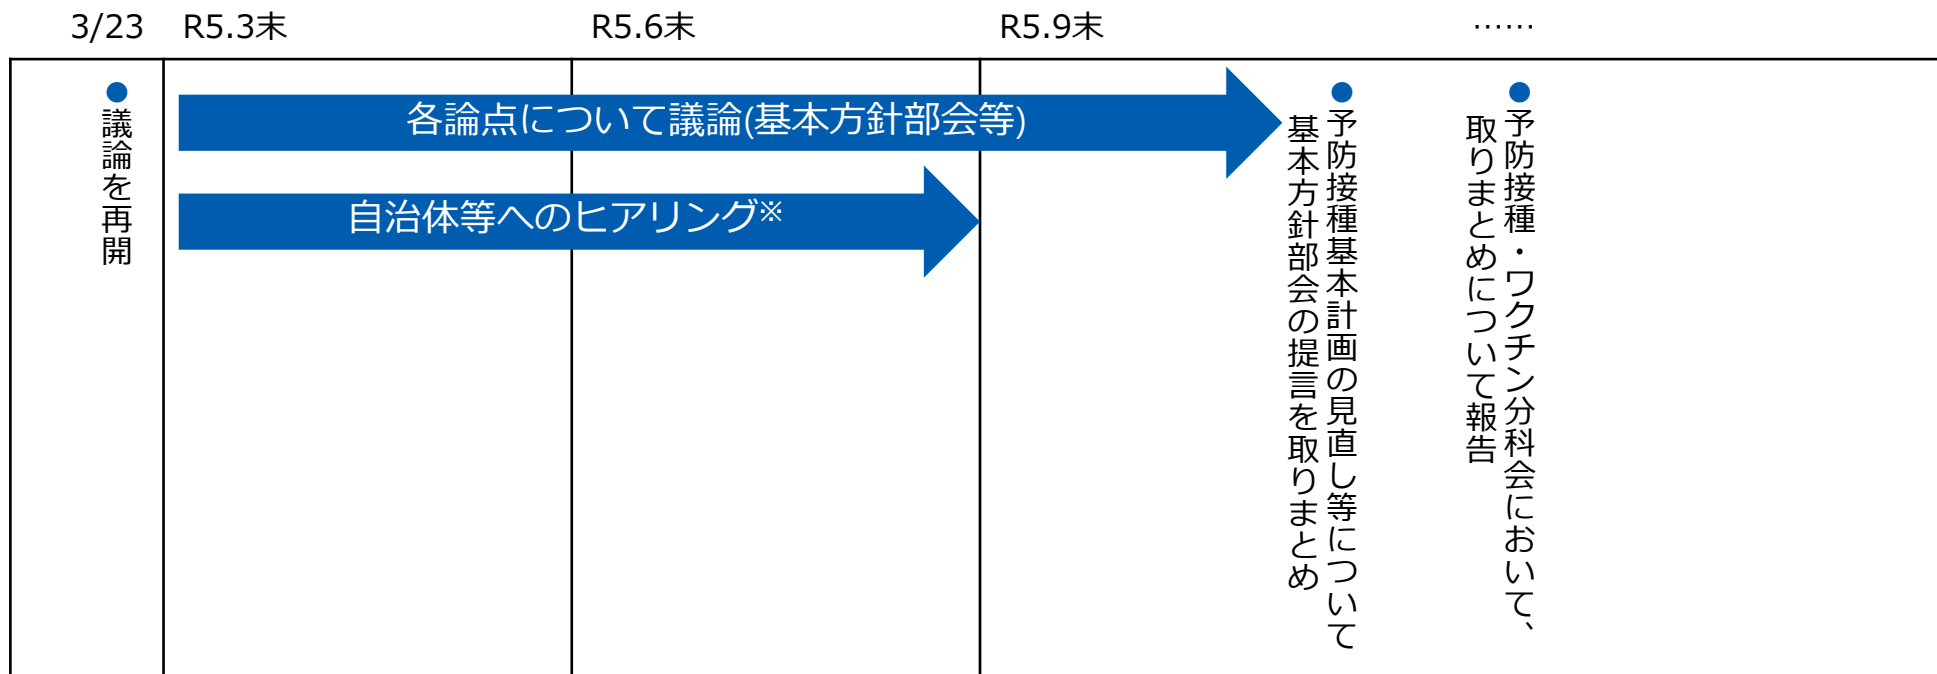 3/23
R5.3末
R5.6末
R5.9末
……
●議論を再開
各論点について議論(基本方針部会等)
自治体等へのヒアリング※
●予防接種基本計画の見直し等について
基本方針部会の提言を取りまとめ
●予防接種・ワクチン分科会において、
取りまとめについて報告